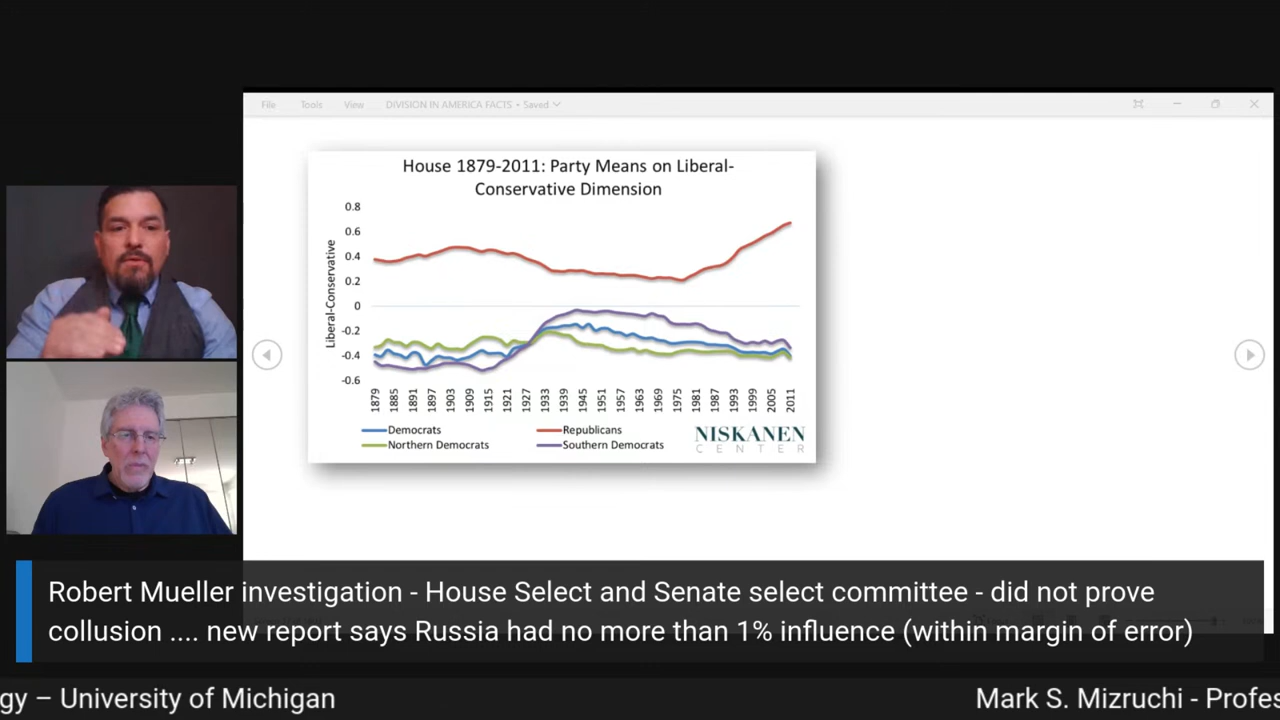 File Tools View DIVISION IN AMERICA FACTS • Saved
House 1879-2011: Party Means on Liberal-
Conservative Dimension
Liberal-Conservative
0.8
0.6
0.4
0.2
0
-0.2
-0.4
-0.6
1879 1885 1891 1897 1903 1909 1915 1921 1927 1933 1939 1945 1951 1957 1963 1969 1975 1981 1987 1993 1999 2005 2011
Democrats Republicans
Northern Democrats Southern Democrats
NISKANEN
CENTER
Robert Mueller investigation - House Select and Senate select committee - did not prove
collusion .... new report says Russia had no more than 1% influence (within margin of error)
gy – University of Michigan Mark S. Mizruchi - Profes